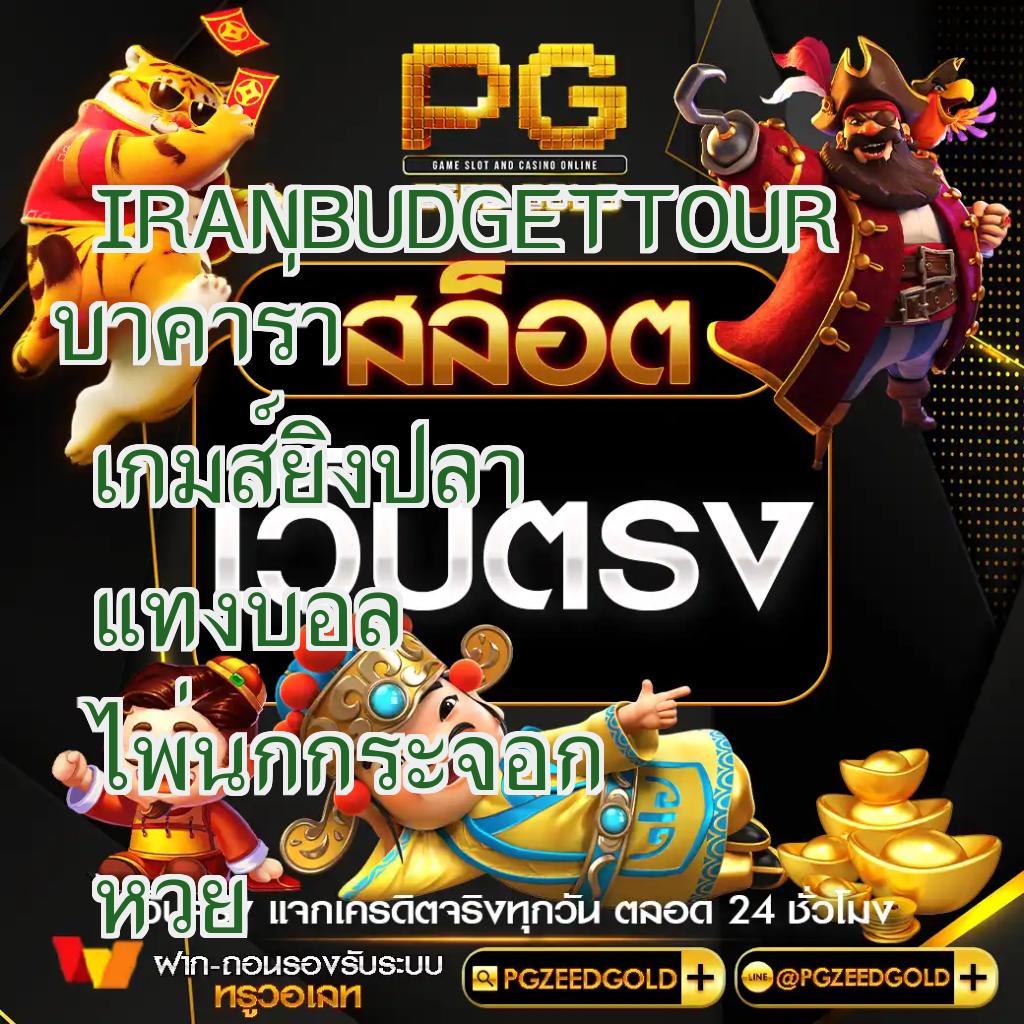 PG
GAME SLOT AND CASINO ONLINE
IRANBUDGETTOUR
บาคาร่า
สล็อต
เกมส์ยิงปลา
เว็บตรง
แทงบอล
ไพ่นกกระจอก
หวย
แจกเครดิตจริงทุกวัน ตลอด 24 ชั่วโมง
ฝาก-ถอนรองรับระบบ
ทรูวอเลท
PGZEEDGOLD +
LINE @PGZEEDGOLD +